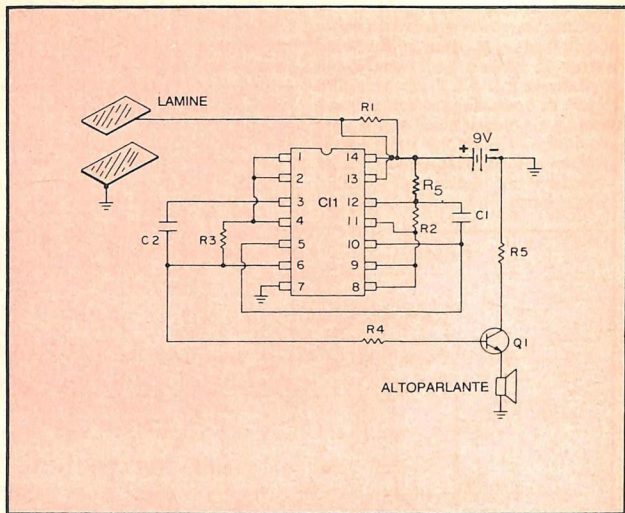 LAMINE
R1
9V
+ -
1 14
2 13
3 CI1 12
4 11
5 10
6 9
7 8
R5
R2
C1
C2
R3
R5
R4
Q1
ALTOPARLANTE